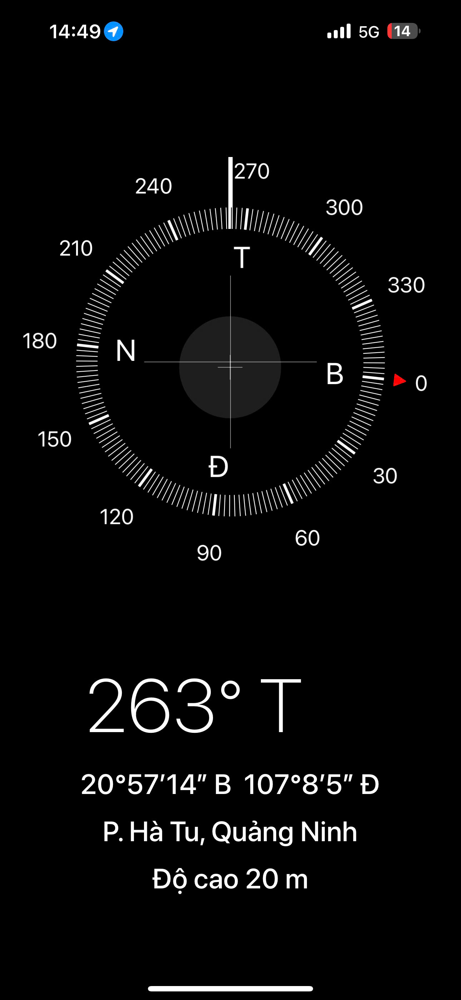 14:49 5G 14
270
240
300
210
T
330
180
N
B
0
150
Đ
30
120
60
90
263° T
20°57’14” B 107°8’5” Đ
P. Hà Tu, Quảng Ninh
Độ cao 20 m